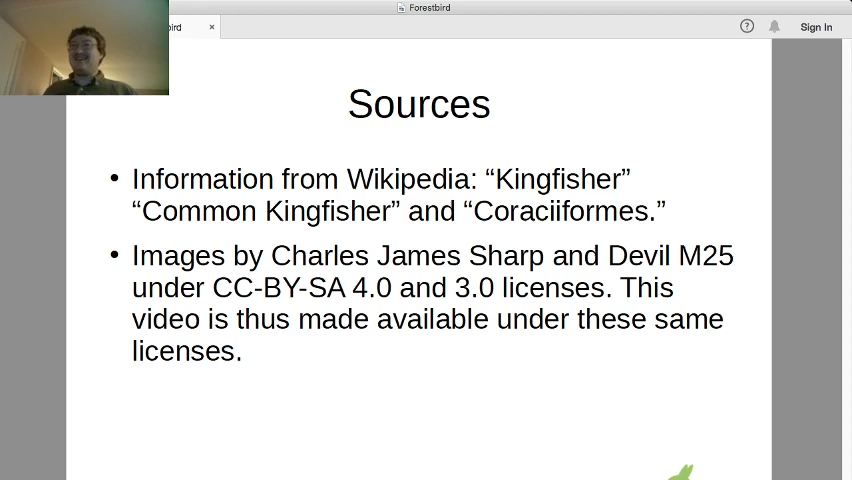 Forestbird
bird
×
?
Sign In
Sources
• Information from Wikipedia: “Kingfisher”
“Common Kingfisher” and “Coraciiformes.”
• Images by Charles James Sharp and Devil M25
under CC-BY-SA 4.0 and 3.0 licenses. This
video is thus made available under these same
licenses.